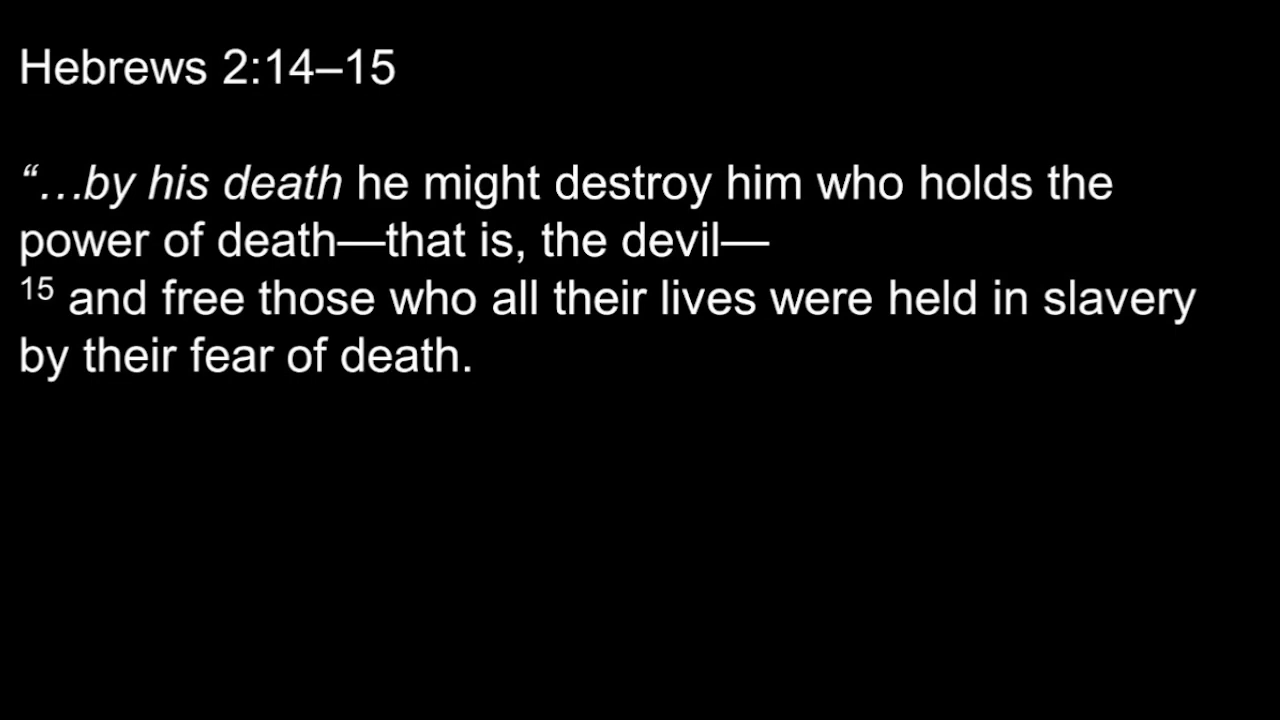 Hebrews 2:14–15
“…by his death he might destroy him who holds the
power of death—that is, the devil—
15 and free those who all their lives were held in slavery
by their fear of death.